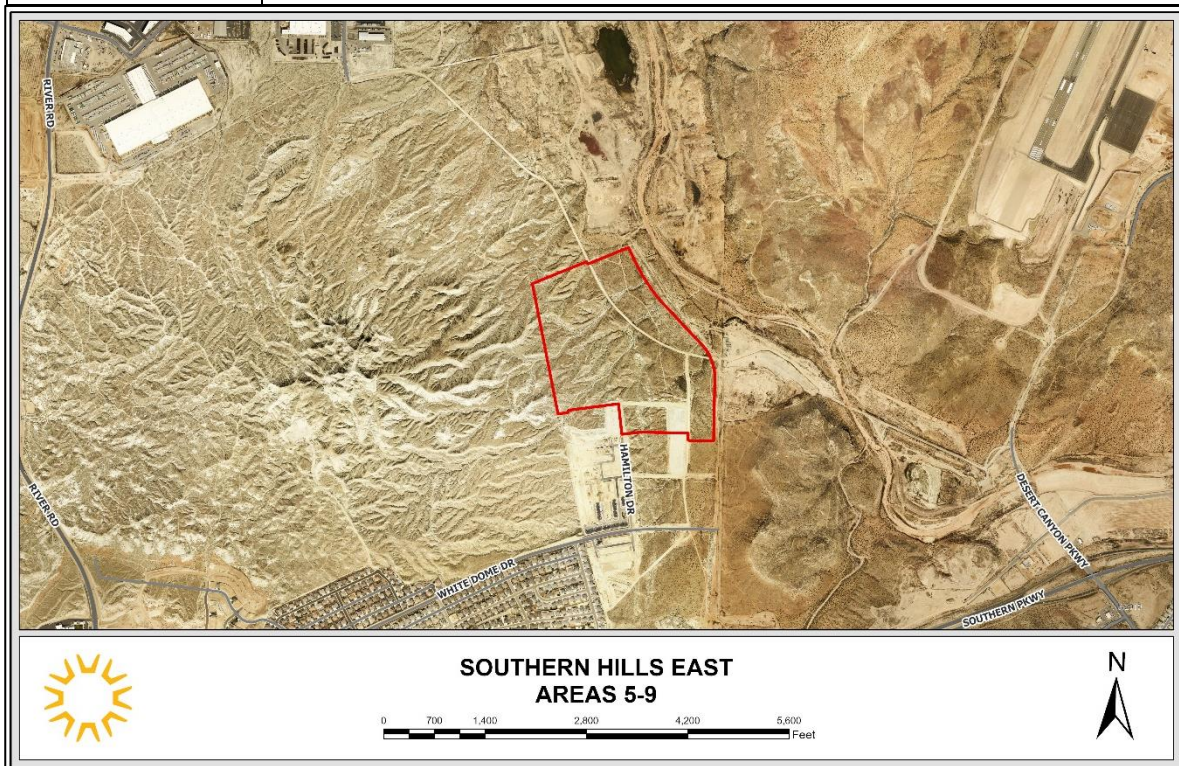 RIVER RD
RIVER RD
HAMILTON DR
WHITE DOME DR
DESERT CANYON PKWY
SOUTHERN PKWY
SOUTHERN HILLS EAST
AREAS 5-9
N
0 700 1,400 2,800 4,200 5,600
Feet